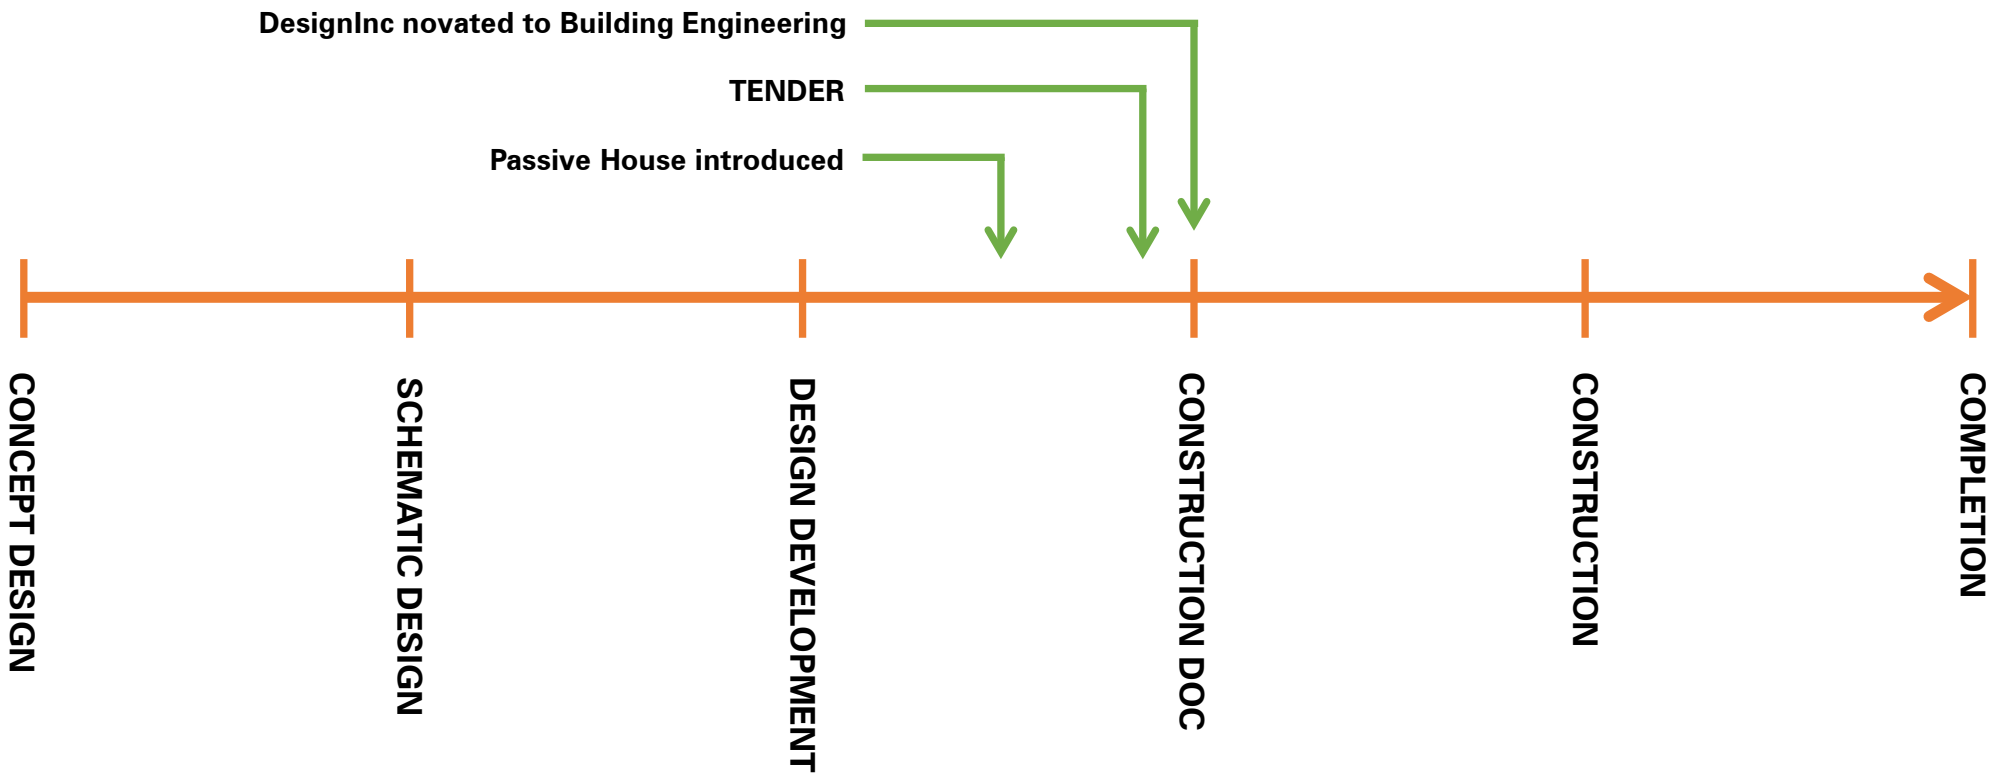 DesignInc novated to Building Engineering
TENDER
Passive House introduced
CONCEPT DESIGN
SCHEMATIC DESIGN
DESIGN DEVELOPMENT
CONSTRUCTION DOC
CONSTRUCTION
COMPLETION